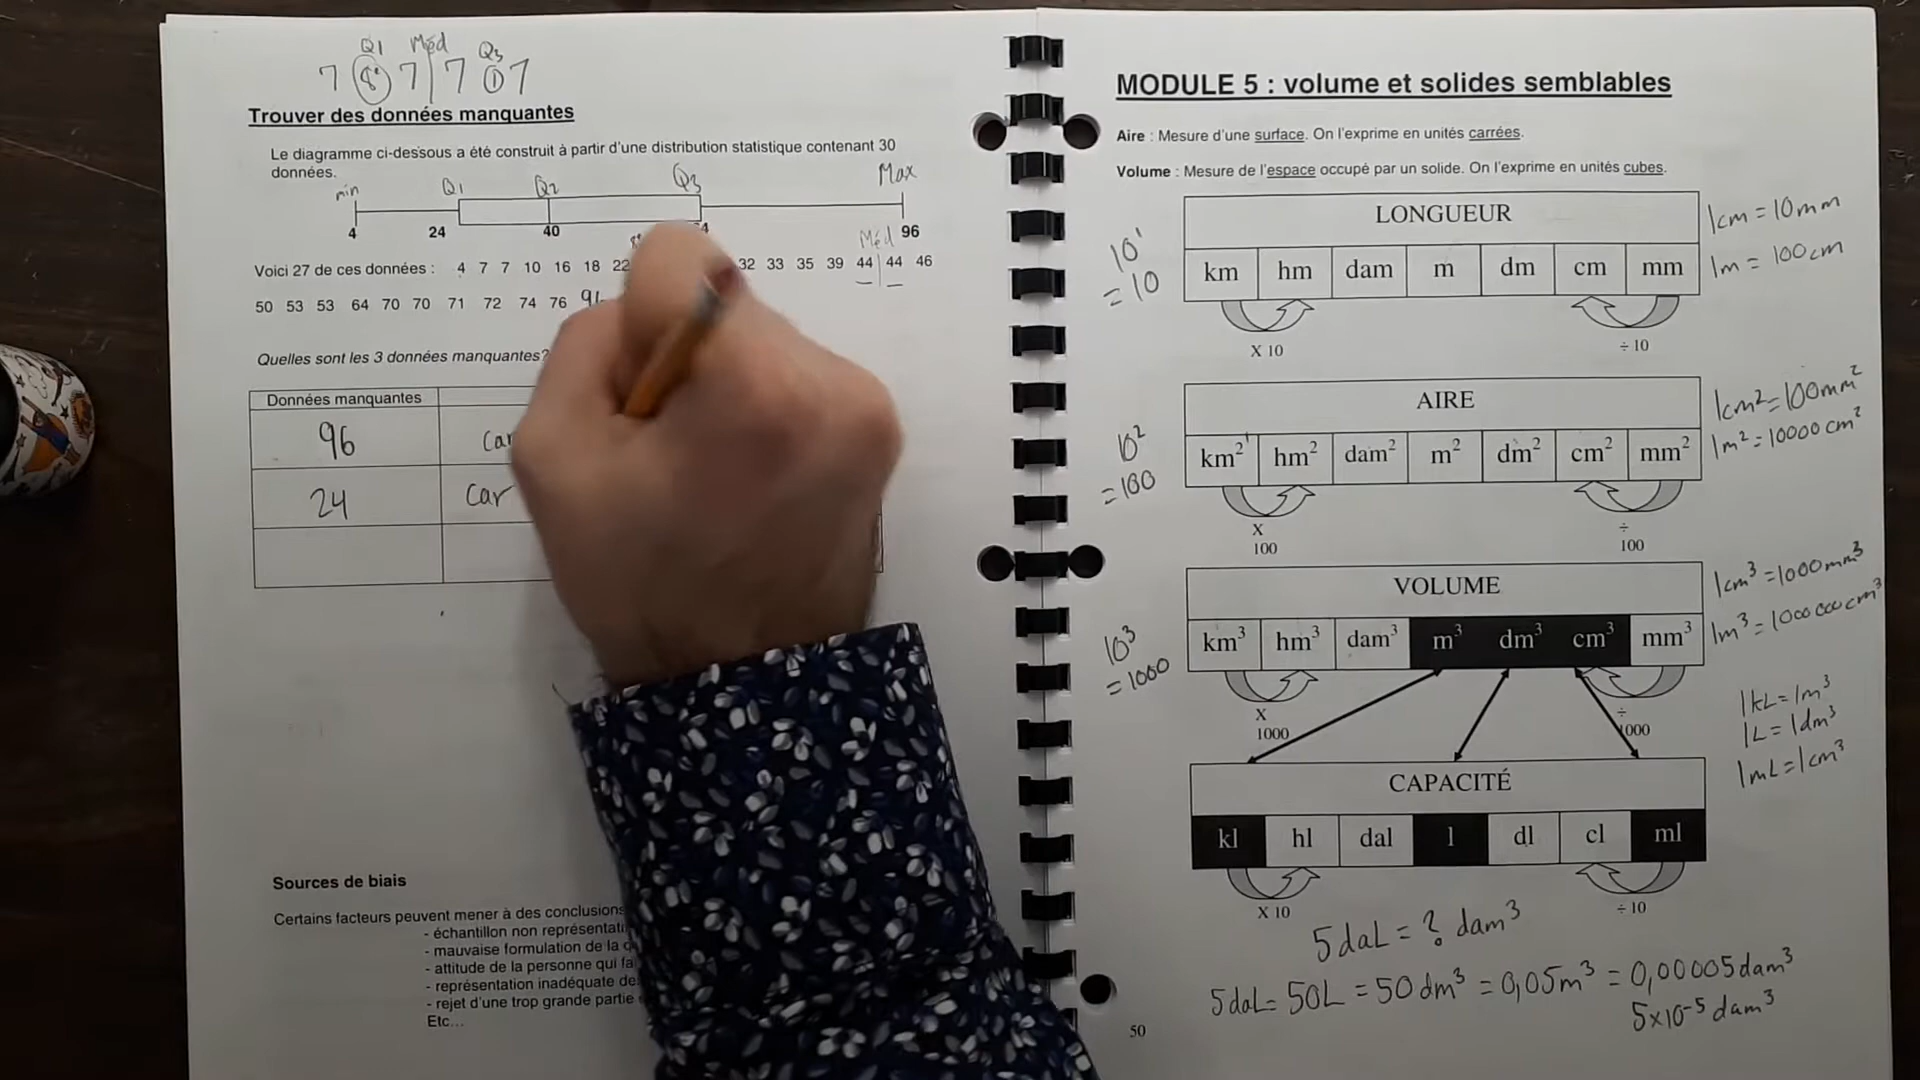 Q1 Méd Q3
7 8 7 | 7 1 7
Trouver des données manquantes
Le diagramme ci-dessous a été construit à partir d'une distribution statistique contenant 30
données.
min Q1 Q2 Q3 Max
4 24 40 96
Méd
Voici 27 de ces données : 4 7 7 10 16 18 22 32 33 35 39 44 44 46
50 53 53 64 70 70 71 72 74 76
Quelles sont les 3 données manquantes?
Données manquantes
96
24 Car
Sources de biais
Certains facteurs peuvent mener à des conclusions
- échantillon non
- mauvaise formulation de la
- attitude de la personne qui
- représentation inadéquate
- rejet d'une trop grande partie
Etc...
MODULE 5 : volume et solides semblables
Aire : Mesure d'une surface. On l'exprime en unités carrées.
Volume : Mesure de l'espace occupé par un solide. On l'exprime en unités cubes.
LONGUEUR
km hm dam m dm cm mm
X 10 ÷ 10
10¹
= 10
1cm = 10mm
1m = 100cm
AIRE
km² hm² dam² m² dm² cm² mm²
X ÷
100 100
10²
= 100
1cm² = 100mm²
1m² = 10000 cm²
VOLUME
km³ hm³ dam³ m³ dm³ cm³ mm³
X ÷
1000 1000
10³
= 1000
1cm³ = 1000mm³
1m³ = 1000000cm³
1kL = 1m³
1L = 1dm³
1mL = 1cm³
CAPACITÉ
kl hl dal l dl cl ml
X 10 ÷ 10
5daL = ? dam³
5daL = 50L = 50dm³ = 0,05m³ = 0,00005dam³
5x10⁻⁵ dam³
50